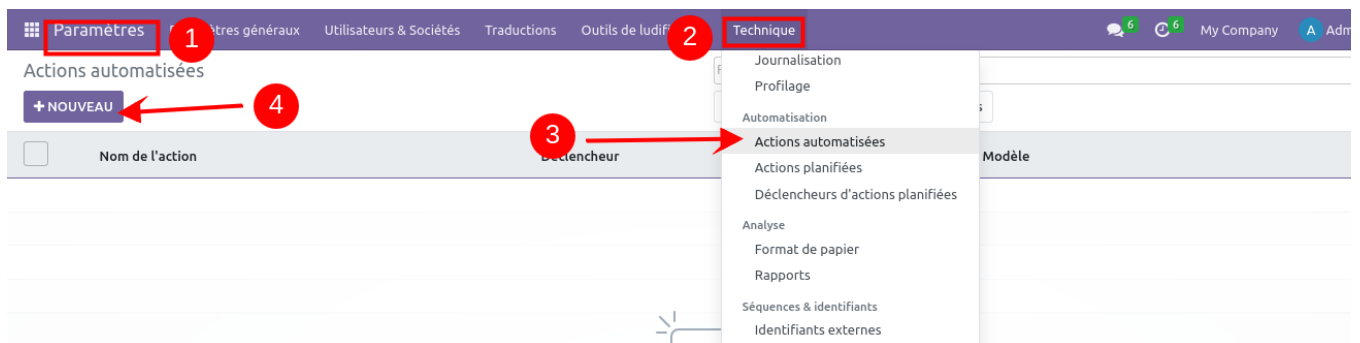 Paramètres 1 tres généraux Utilisateurs & Sociétés Traductions Outils de ludif 2 Technique 6 6 My Company A Adm
Actions automatisées
Journalisation
Profilage
+ NOUVEAU 4
Automatisation
3 Actions automatisées
Nom de l'action lencheur Modèle
Actions planifiées
Déclencheurs d'actions planifiées
Analyse
Format de papier
Rapports
Séquences & identifiants
Identifiants externes